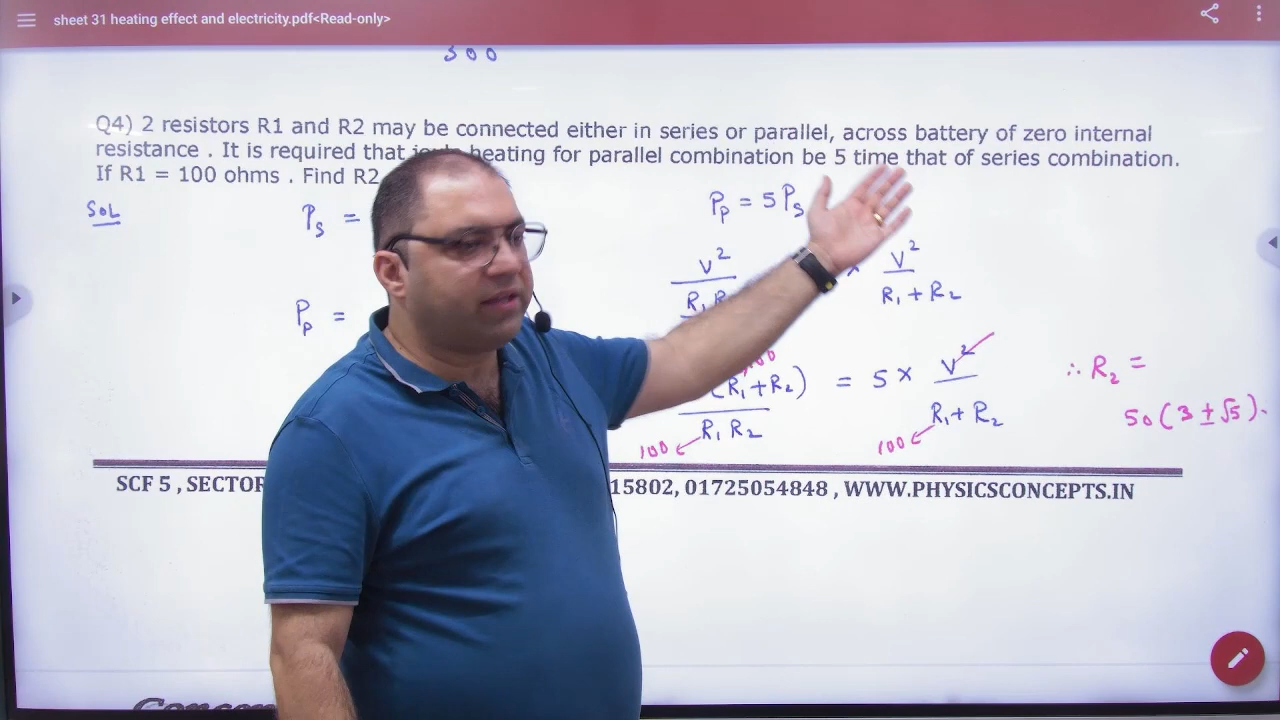 sheet 31 heating effect and electricity.pdf<Read-only>
300
Q4) 2 resistors R1 and R2 may be connected either in series or parallel, across battery of zero internal
resistance . It is required that heating for parallel combination be 5 time that of series combination.
If R1 = 100 ohms . Find R2
SOL
Ps =
Pp = 5Ps
V²
R1
× V²
R1 + R2
Pp =
100
(R1+R2) = 5 × V²
R1 R2
R1 + R2
100
100
∴ R2 =
50 (3 ± √5).
SCF 5 , SECTOR 15802, 01725054848 , WWW.PHYSICSCONCEPTS.IN